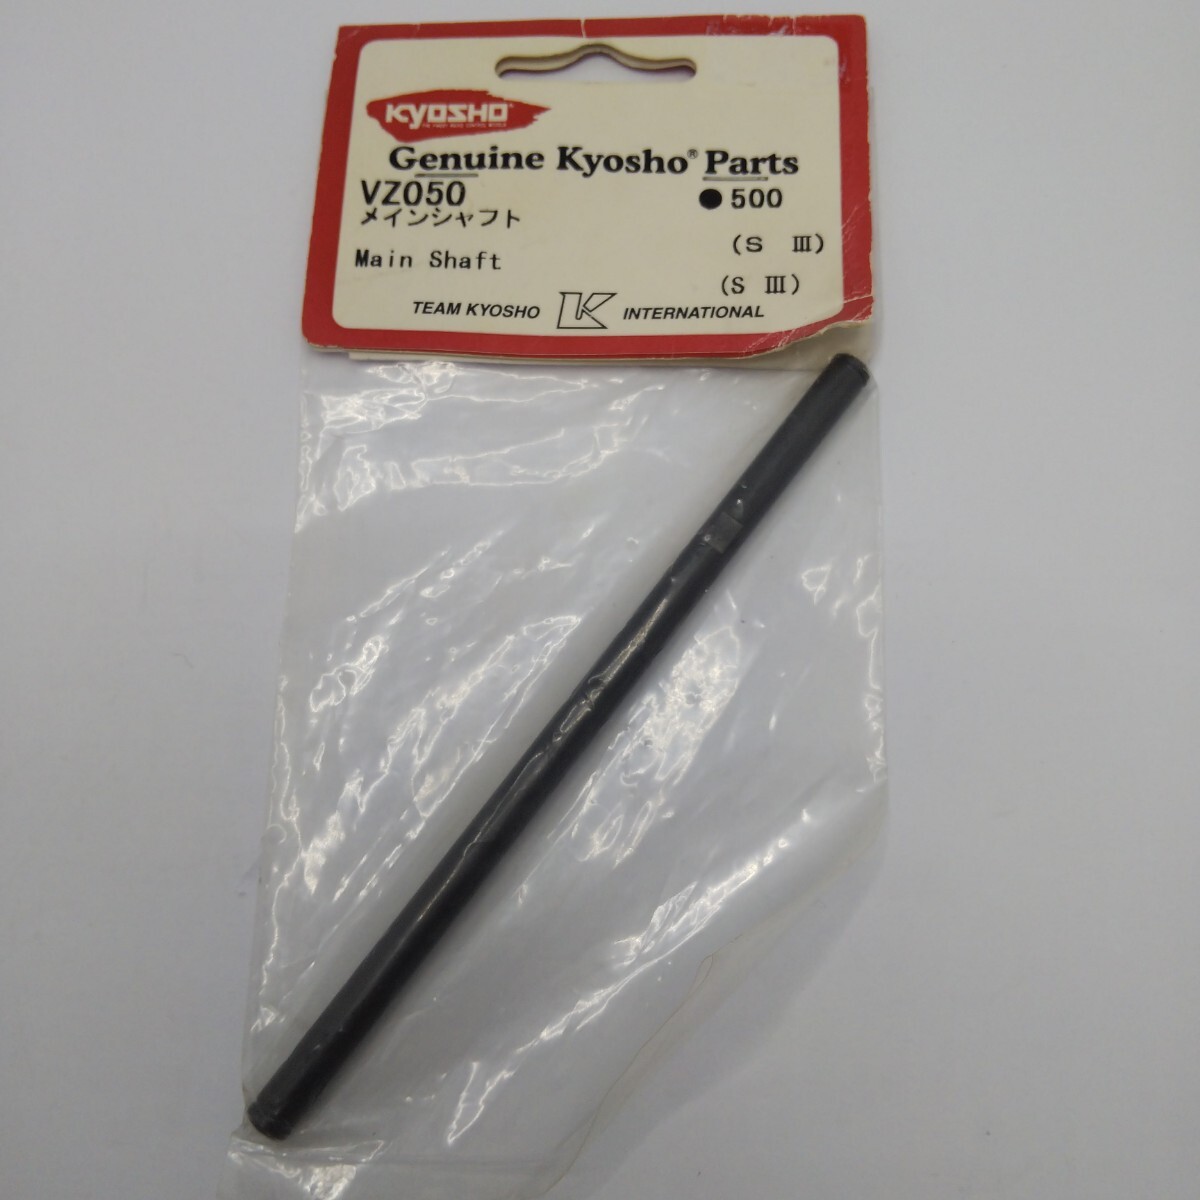 KYOSHO
Genuine Kyosho® Parts
VZ050 ●500
メインシャフト
(S Ⅲ)
Main Shaft
(S Ⅲ)
TEAM KYOSHO K INTERNATIONAL